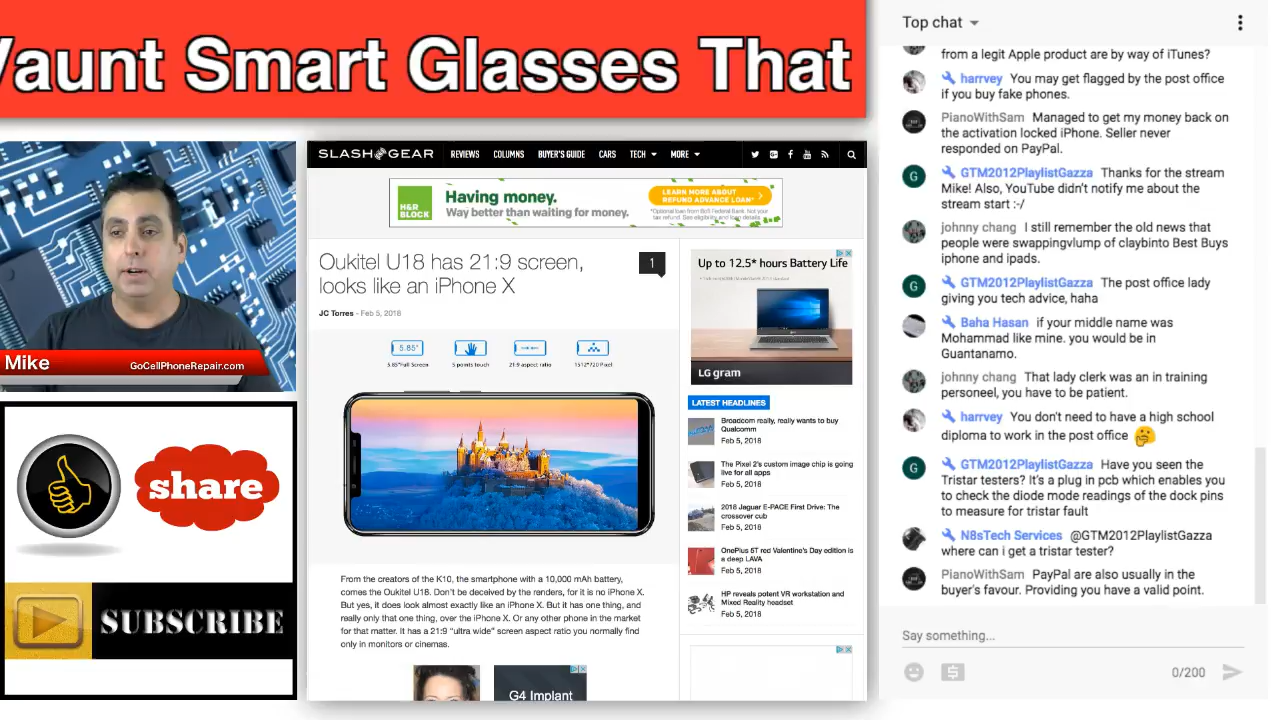 Vaunt Smart Glasses That
Mike
GoCellPhoneRepair.com
share
SUBSCRIBE
SLASHGEAR
REVIEWS COLUMNS BUYER'S GUIDE CARS TECH MORE
H&R
BLOCK
Having money.
Way better than waiting for money.
LEARN MORE ABOUT
REFUND ADVANCE LOAN*
Oukitel U18 has 21:9 screen,
looks like an iPhone X
1
JC Torres - Feb 5, 2018
5.85"
5.85"Full Screen
5 points touch
21:9 aspect ratio
1512*720 Pixel
From the creators of the K10, the smartphone with a 10,000 mAh battery,
comes the Oukitel U18. Don't be deceived by the renders, for it is no iPhone X.
But yes, it does look almost exactly like an iPhone X. But it has one thing, and
really only that one thing, over the iPhone X. Or any other phone in the market
for that matter. It has a 21:9 "ultra wide" screen aspect ratio you normally find
only in monitors or cinemas.
G4 Implant
Up to 12.5* hours Battery Life
LG gram
LATEST HEADLINES
Broadcom really, really wants to buy
Qualcomm
Feb 5, 2018
The Pixel 2's custom image chip is going
live for all apps
Feb 5, 2018
2018 Jaguar E-PACE First Drive: The
crossover cub
Feb 5, 2018
OnePlus 5T red Valentine's Day edition is
a deep LAVA
Feb 5, 2018
HP reveals potent VR workstation and
Mixed Reality headset
Feb 5, 2018
Top chat
from a legit Apple product are by way of iTunes?
harrvey You may get flagged by the post office
if you buy fake phones.
PianoWithSam Managed to get my money back on
the activation locked iPhone. Seller never
responded on PayPal.
G
GTM2012PlaylistGazza Thanks for the stream
Mike! Also, YouTube didn't notify me about the
stream start :-/
johnny chang I still remember the old news that
people were swappingvlump of claybinto Best Buys
iphone and ipads.
G
GTM2012PlaylistGazza The post office lady
giving you tech advice, haha
Baha Hasan if your middle name was
Mohammad like mine. you would be in
Guantanamo.
johnny chang That lady clerk was an in training
personeel, you have to be patient.
harrvey You don't need to have a high school
diploma to work in the post office 🤔
G
GTM2012PlaylistGazza Have you seen the
Tristar testers? It's a plug in pcb which enables you
to check the diode mode readings of the dock pins
to measure for tristar fault
N8sTech Services @GTM2012PlaylistGazza
where can i get a tristar tester?
PianoWithSam PayPal are also usually in the
buyer's favour. Providing you have a valid point.
Say something...
0/200